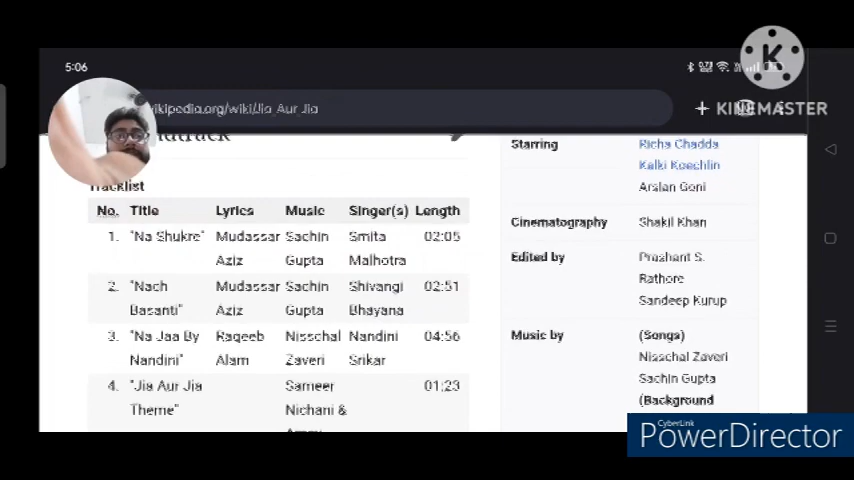 5:06
KINEMASTER
wikipedia.org/wiki/Jia Aur Jia
Tracklist
No. Title Lyrics Music Singer(s) Length
1. "Na Shukre" Mudassar Sachin Smita 02:05
Aziz Gupta Malhotra
2. "Nach Mudassar Sachin Shivangi 02:51
Basanti" Aziz Gupta Bhayana
3. "Na Jaa By Raqeeb Nisschal Nandini 04:56
Nandini" Alam Zaveri Srikar
4. "Jia Aur Jia Sameer 01:23
Theme" Nichani &
Starring Richa Chadda
Kalki Koechlin
Arslan Goni
Cinematography Shakil Khan
Edited by Prashant S.
Rathore
Sandeep Kurup
Music by (Songs)
Nisschal Zaveri
Sachin Gupta
(Background
CyberLink
PowerDirector